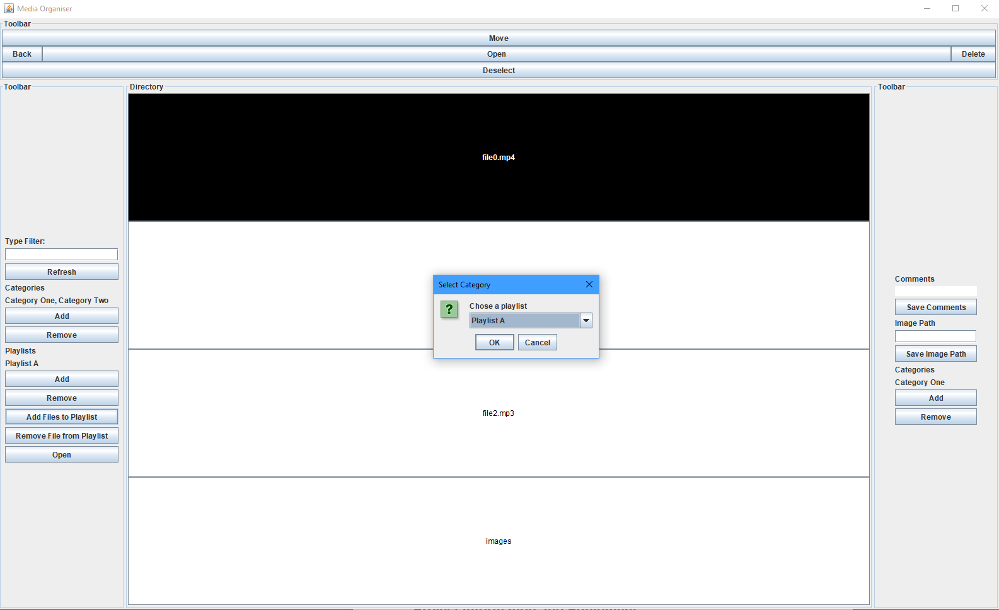 Media Organiser
Toolbar
Move
Back
Open
Delete
Deselect
Toolbar
Type Filter:
Refresh
Categories
Category One, Category Two
Add
Remove
Playlists
Playlist A
Add
Remove
Add Files to Playlist
Remove File from Playlist
Open
Directory
file0.mp4
file2.mp3
images
Select Category
?
Chose a playlist
Playlist A
OK
Cancel
Toolbar
Comments
Save Comments
Image Path
Save Image Path
Categories
Category One
Add
Remove